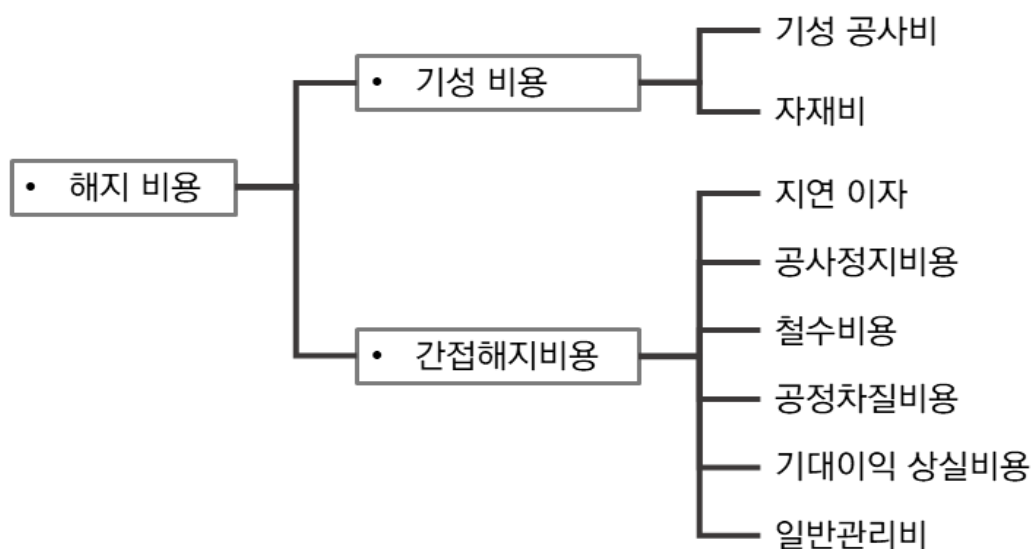 기성 공사비
• 기성 비용
자재비
• 해지 비용
지연 이자
공사정지비용
철수비용
• 간접해지비용
공정차질비용
기대이익 상실비용
일반관리비